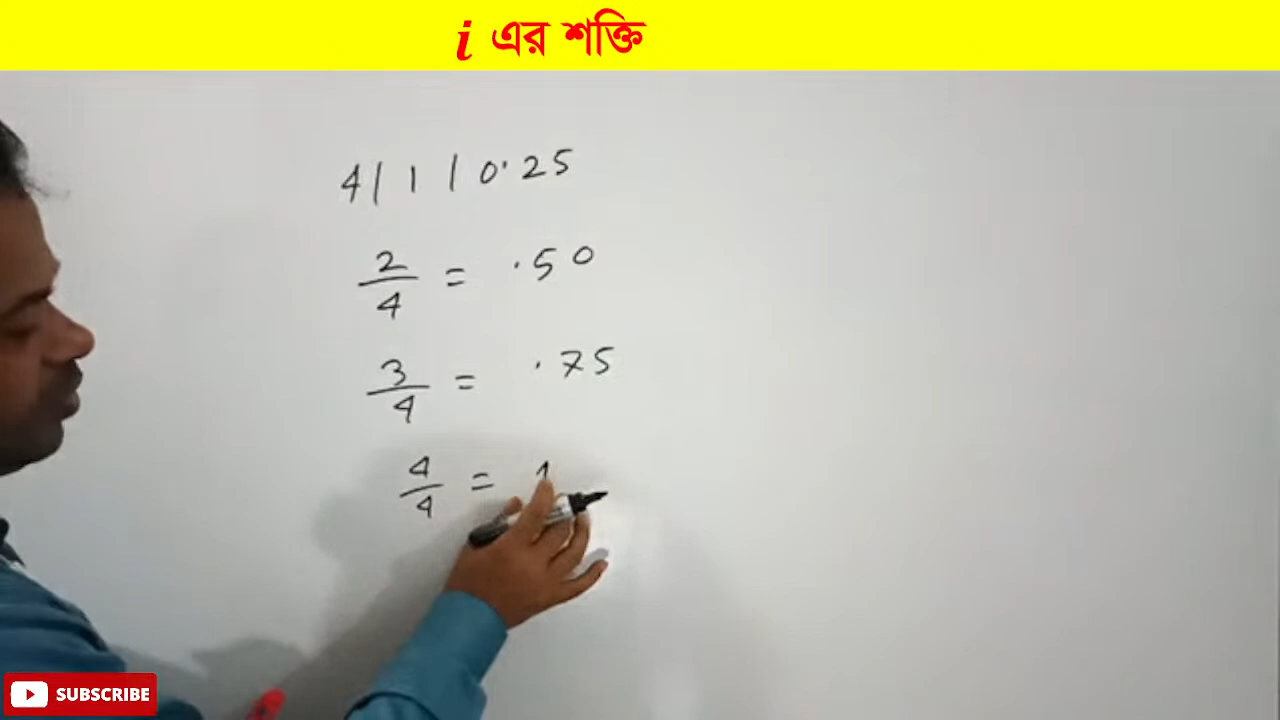 i এর শক্তি
4 | 1 | 0.25
2/4 = .50
3/4 = .75
4/4 = 1
SUBSCRIBE